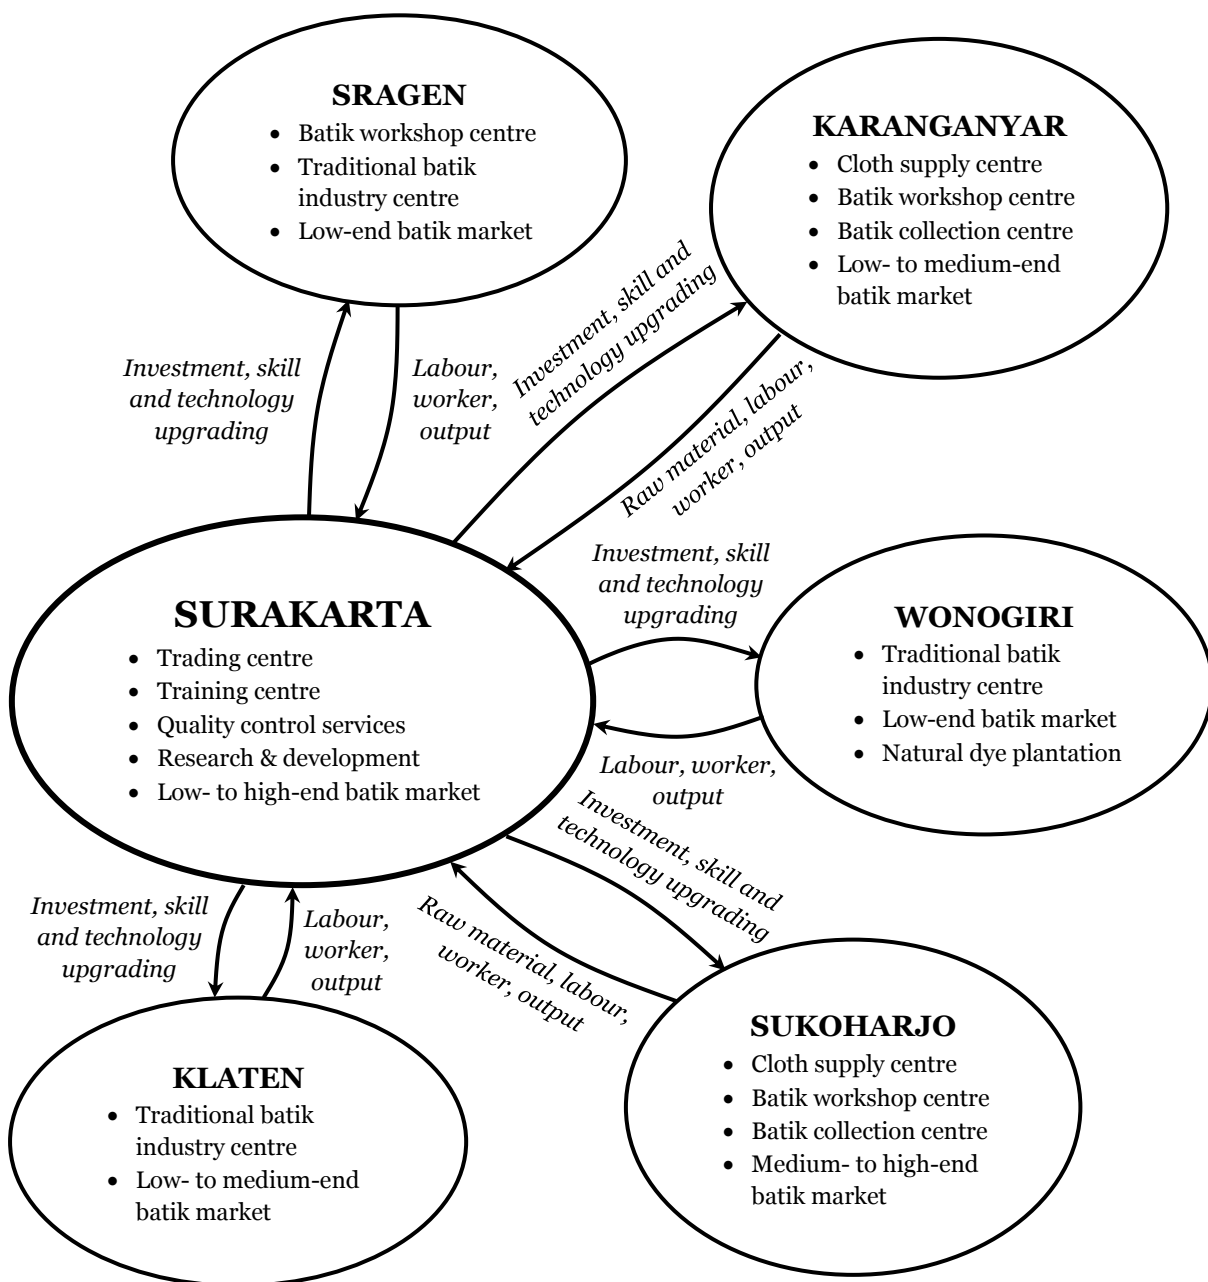 SRAGEN
• Batik workshop centre
• Traditional batik
industry centre
• Low-end batik market
KARANGANYAR
• Cloth supply centre
• Batik workshop centre
• Batik collection centre
• Low- to medium-end
batik market
Investment, skill
and technology
upgrading
Labour,
worker,
output
Investment, skill and
technology upgrading
Raw material, labour,
worker, output
SURAKARTA
• Trading centre
• Training centre
• Quality control services
• Research & development
• Low- to high-end batik market
Investment, skill
and technology
upgrading
Labour, worker,
output
WONOGIRI
• Traditional batik
industry centre
• Low-end batik market
• Natural dye plantation
Investment, skill and
technology upgrading
Raw material, labour,
worker, output
Investment, skill
and technology
upgrading
Labour,
worker,
output
KLATEN
• Traditional batik
industry centre
• Low- to medium-end
batik market
SUKOHARJO
• Cloth supply centre
• Batik workshop centre
• Batik collection centre
• Medium- to high-end
batik market